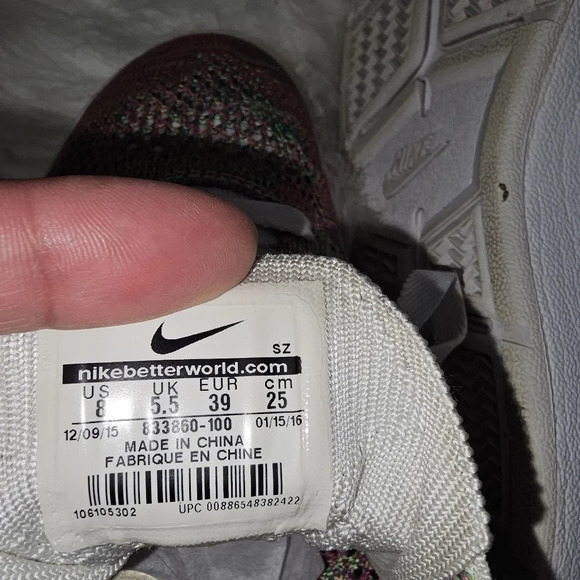 SZ
nikebetterworld.com
US UK EUR cm
8 5.5 39 25
12/09/15 833860-100 01/15/16
MADE IN CHINA
FABRIQUE EN CHINE
106105302 UPC 00886548382422
NIKE